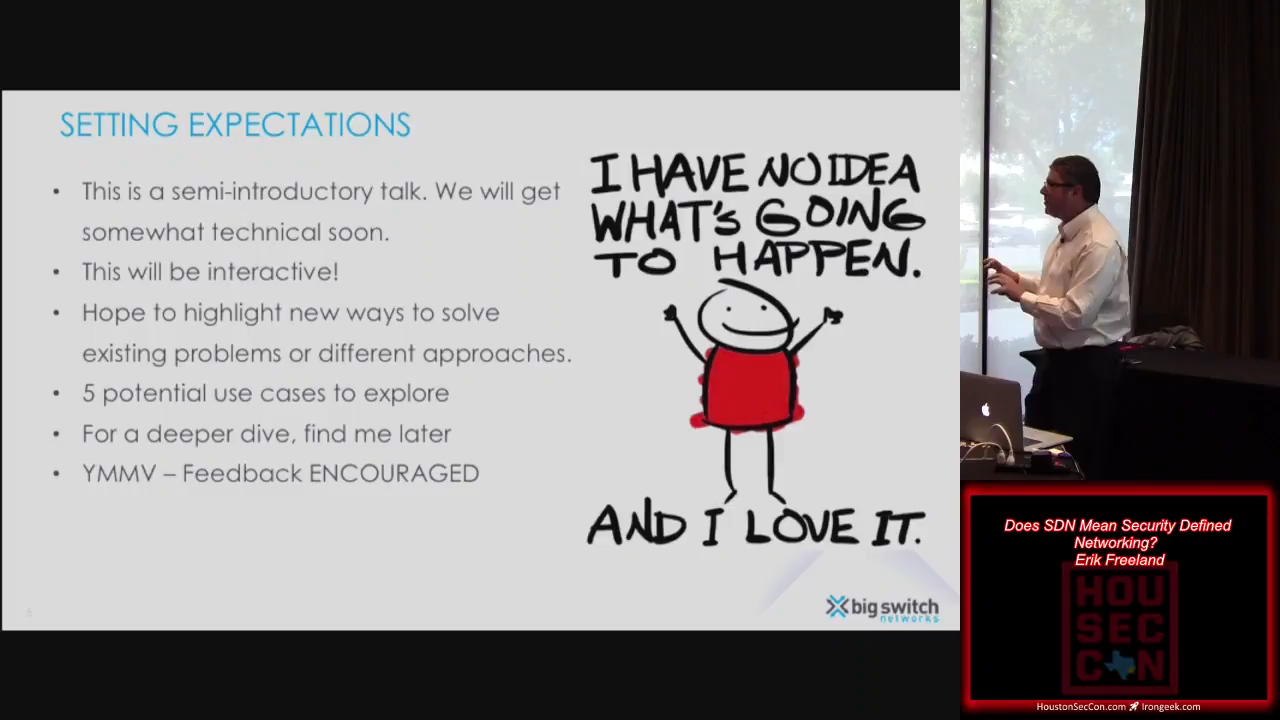 SETTING EXPECTATIONS
• This is a semi-introductory talk. We will get
somewhat technical soon.
• This will be interactive!
• Hope to highlight new ways to solve
existing problems or different approaches.
• 5 potential use cases to explore
• For a deeper dive, find me later
• YMMV – Feedback ENCOURAGED
I HAVE NO IDEA
WHAT'S GOING
TO HAPPEN.
AND I LOVE IT.
big switch
networks
Does SDN Mean Security Defined
Networking?
Erik Freeland
HOU
SEC
CON
HoustonSecCon.com Irongeek.com